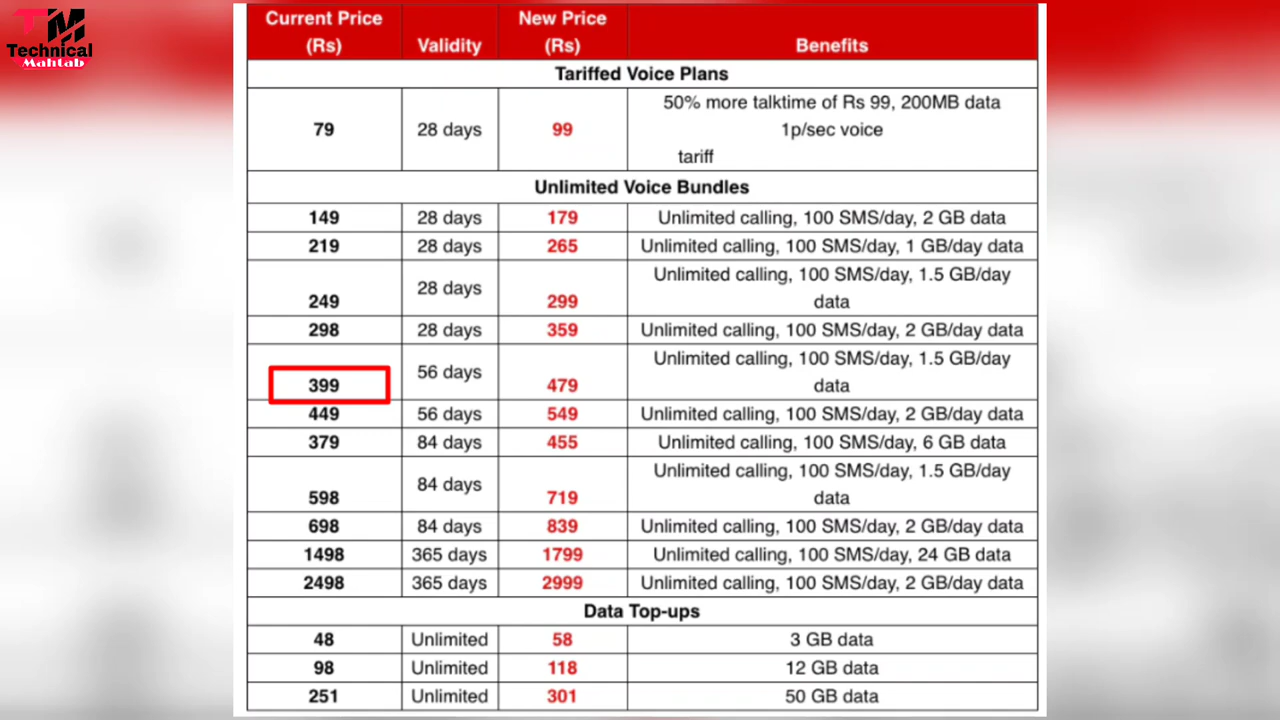 TM
Technical
Mahtab
Current Price (Rs) Validity New Price (Rs) Benefits
Tariffed Voice Plans
79 28 days 99 50% more talktime of Rs 99, 200MB data 1p/sec voice tariff
Unlimited Voice Bundles
149 28 days 179 Unlimited calling, 100 SMS/day, 2 GB data
219 28 days 265 Unlimited calling, 100 SMS/day, 1 GB/day data
249 28 days 299 Unlimited calling, 100 SMS/day, 1.5 GB/day data
298 28 days 359 Unlimited calling, 100 SMS/day, 2 GB/day data
399 56 days 479 Unlimited calling, 100 SMS/day, 1.5 GB/day data
449 56 days 549 Unlimited calling, 100 SMS/day, 2 GB/day data
379 84 days 455 Unlimited calling, 100 SMS/day, 6 GB data
598 84 days 719 Unlimited calling, 100 SMS/day, 1.5 GB/day data
698 84 days 839 Unlimited calling, 100 SMS/day, 2 GB/day data
1498 365 days 1799 Unlimited calling, 100 SMS/day, 24 GB data
2498 365 days 2999 Unlimited calling, 100 SMS/day, 2 GB/day data
Data Top-ups
48 Unlimited 58 3 GB data
98 Unlimited 118 12 GB data
251 Unlimited 301 50 GB data